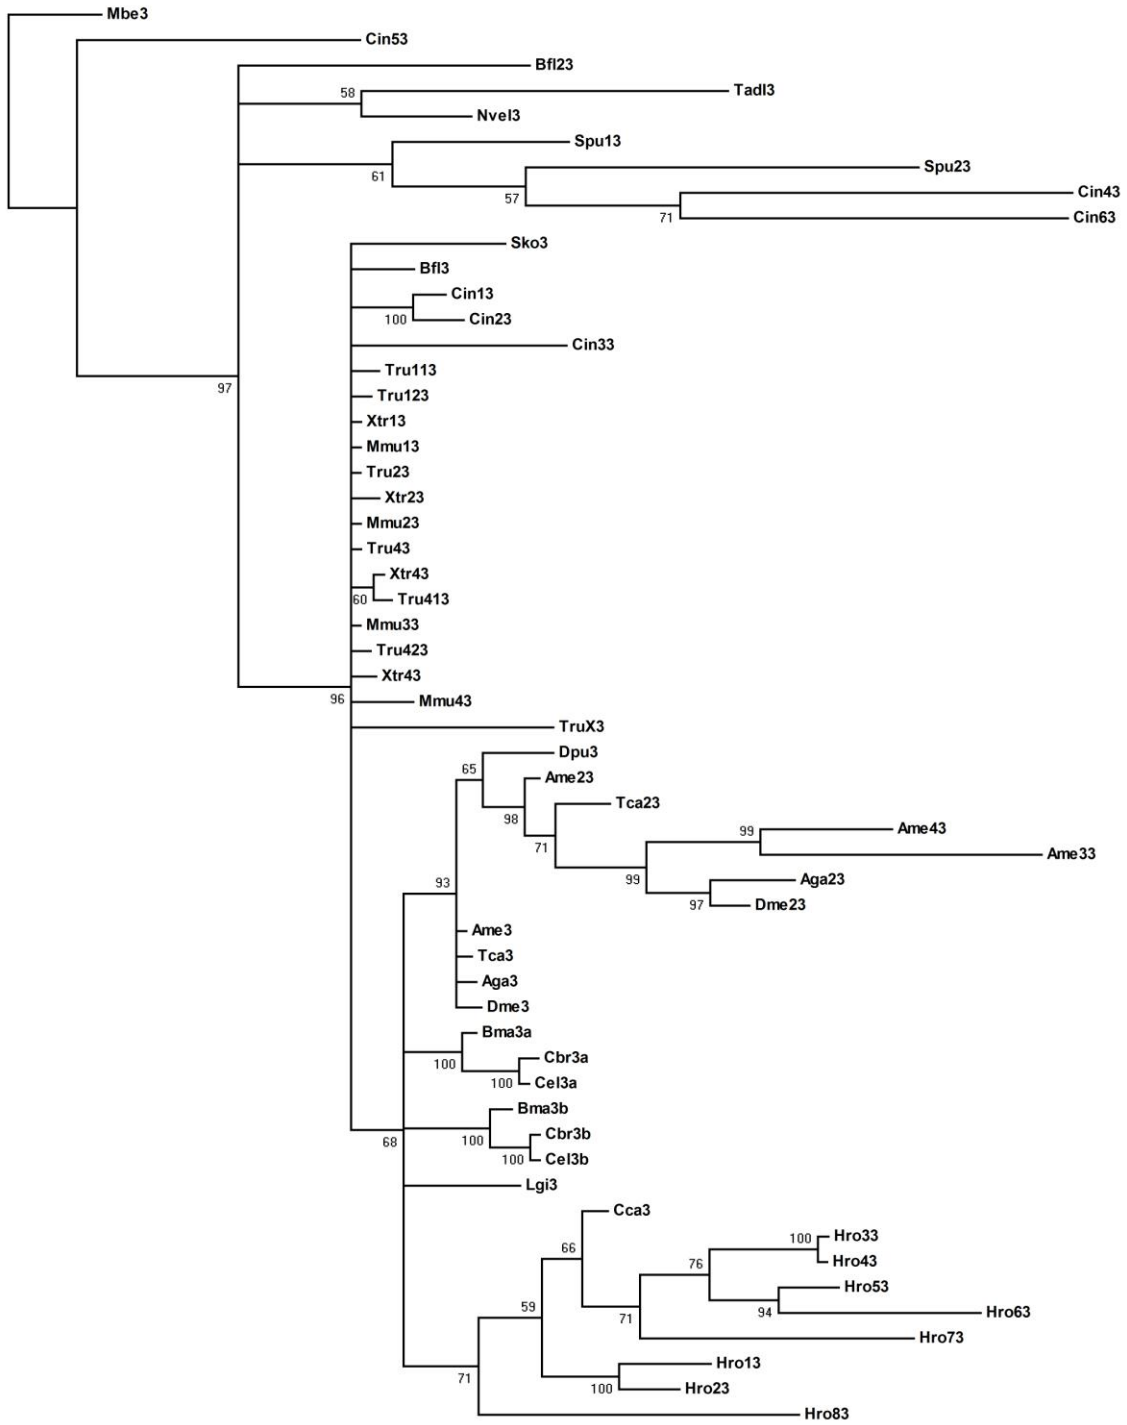 Mbe3
Cin53
Bfl23
58
Tadl3
Nvel3
Spu13
61
Spu23
57
Cin43
71
Cin63
Sko3
Bfl3
Cin13
100
Cin23
Cin33
Tru113
97
Tru123
Xtr13
Mmu13
Tru23
Xtr23
Mmu23
Tru43
Xtr43
60
Tru413
Mmu33
Tru423
Xtr43
96
Mmu43
TruX3
Dpu3
65
Ame23
98
Tca23
71
99
Ame43
Ame33
99
Aga23
93
97
Dme23
Ame3
Tca3
Aga3
Dme3
Bma3a
100
Cbr3a
100
Cel3a
Bma3b
100
Cbr3b
68
100
Cel3b
Lgi3
Cca3
66
100
Hro33
76
Hro43
Hro53
59
71
94
Hro63
Hro73
Hro13
71
100
Hro23
Hro83